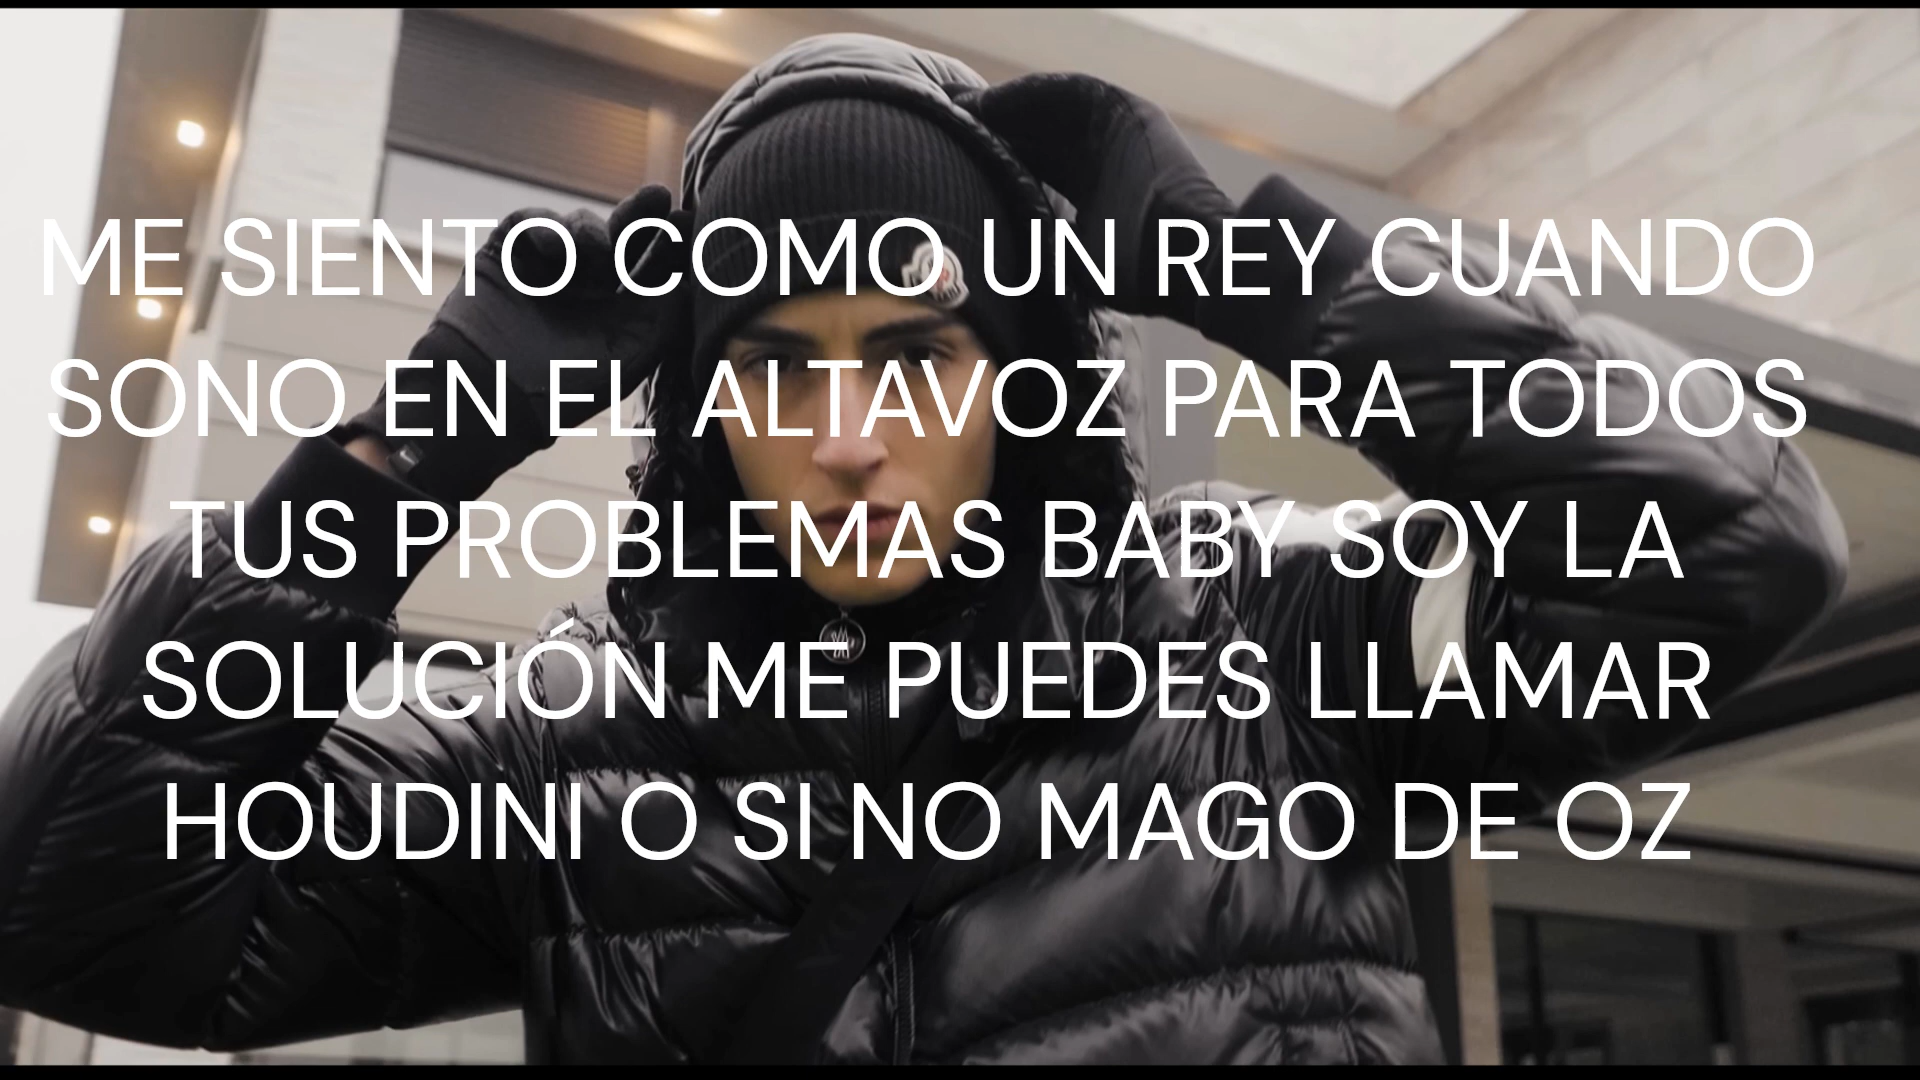 ME SIENTO COMO UN REY CUANDO
SONO EN EL ALTAVOZ PARA TODOS
TUS PROBLEMAS BABY SOY LA
SOLUCIÓN ME PUEDES LLAMAR
HOUDINI O SI NO MAGO DE OZ